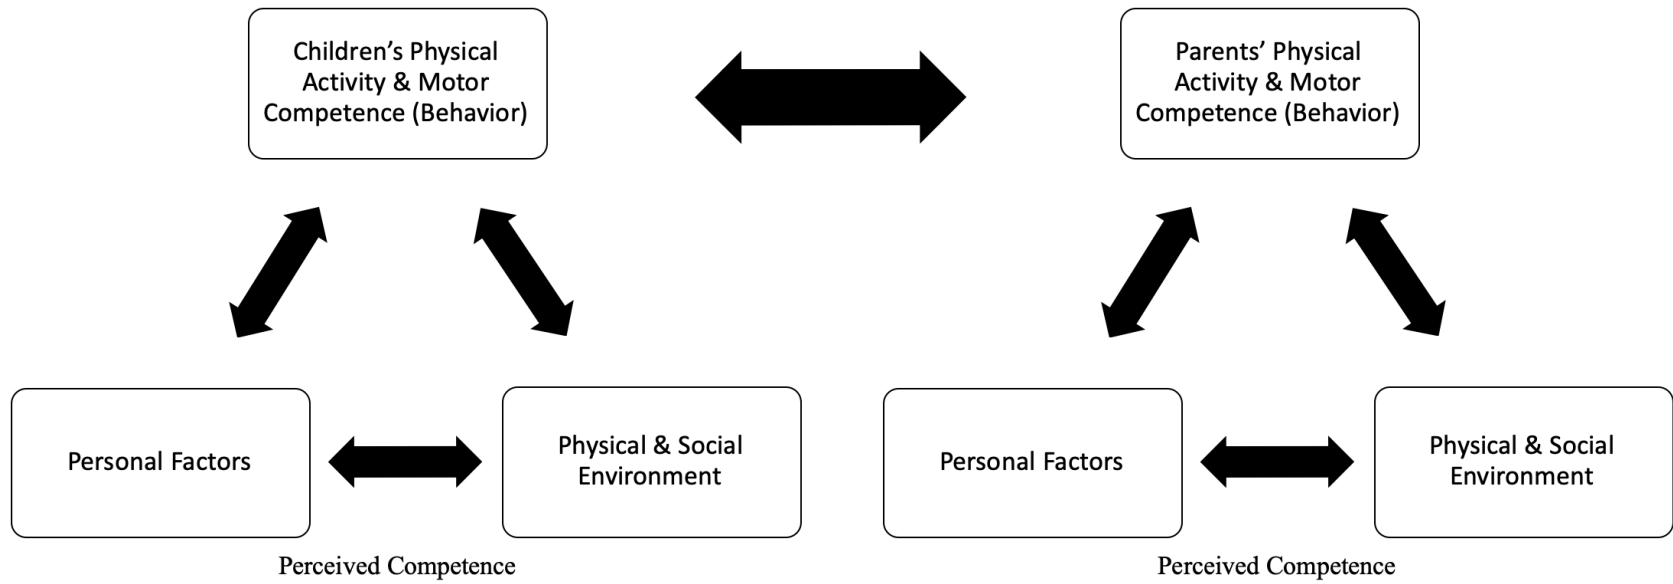 Children’s Physical
Activity & Motor
Competence (Behavior)
Parents’ Physical
Activity & Motor
Competence (Behavior)
Personal Factors
Physical & Social
Environment
Personal Factors
Physical & Social
Environment
Perceived Competence
Perceived Competence